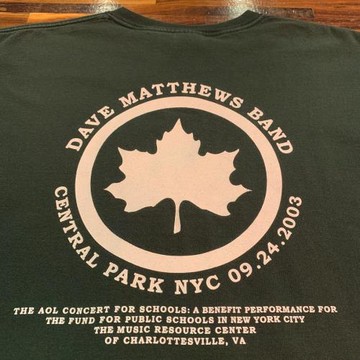 DAVE MATTHEWS BAND
CENTRAL PARK NYC 09.24.2003
THE AOL CONCERT FOR SCHOOLS: A BENEFIT PERFORMANCE FOR
THE FUND FOR PUBLIC SCHOOLS IN NEW YORK CITY
THE MUSIC RESOURCE CENTER
OF CHARLOTTESVILLE, VA